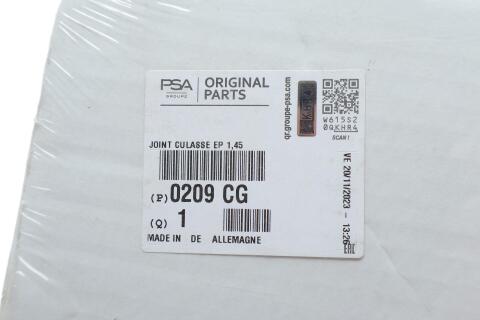 PSA
GROUPE
ORIGINAL
PARTS
qr.groupe-psa.com
W615S2
0QKHR4
SCAN!
JOINT CULASSE EP 1,45
(P) 0209 CG
(Q) 1
MADE IN DE ALLEMAGNE
VE 20/11/2023 - 13:26
EAC